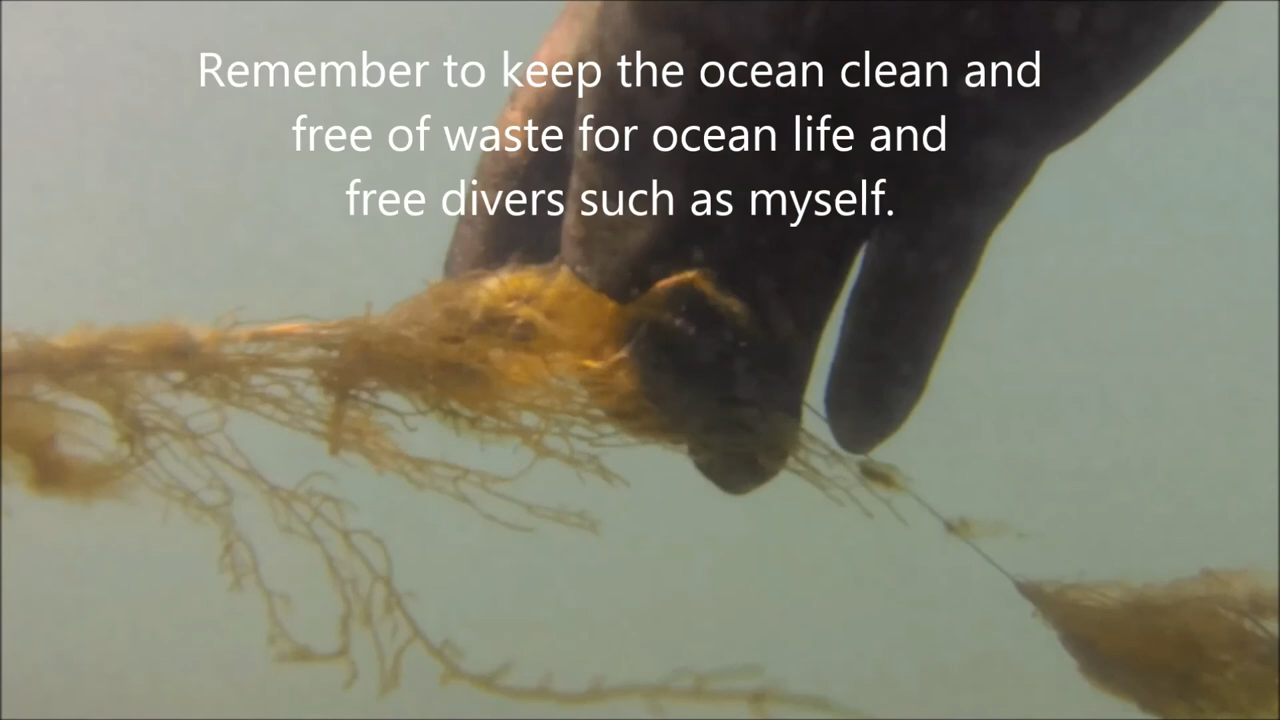 Remember to keep the ocean clean and
free of waste for ocean life and
free divers such as myself.